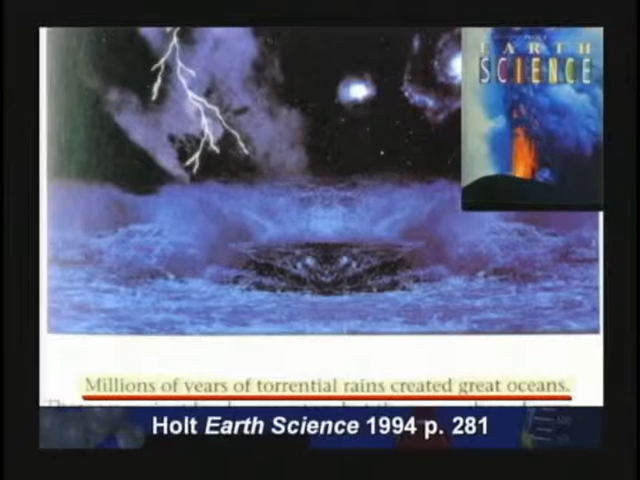 EARTH
SCIENCE
Millions of years of torrential rains created great oceans.
Holt Earth Science 1994 p. 281